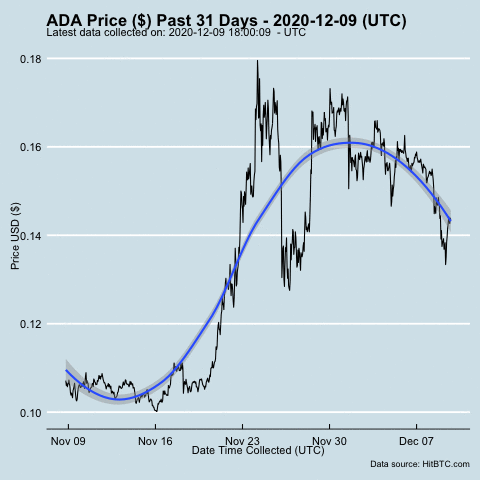 ADA Price ($) Past 31 Days - 2020-12-09 (UTC)
Latest data collected on: 2020-12-09 18:00:09 - UTC
0.18
0.16
0.14
0.12
0.10
Price USD ($)
Nov 09 Nov 16 Nov 23 Nov 30 Dec 07
Date Time Collected (UTC)
Data source: HitBTC.com